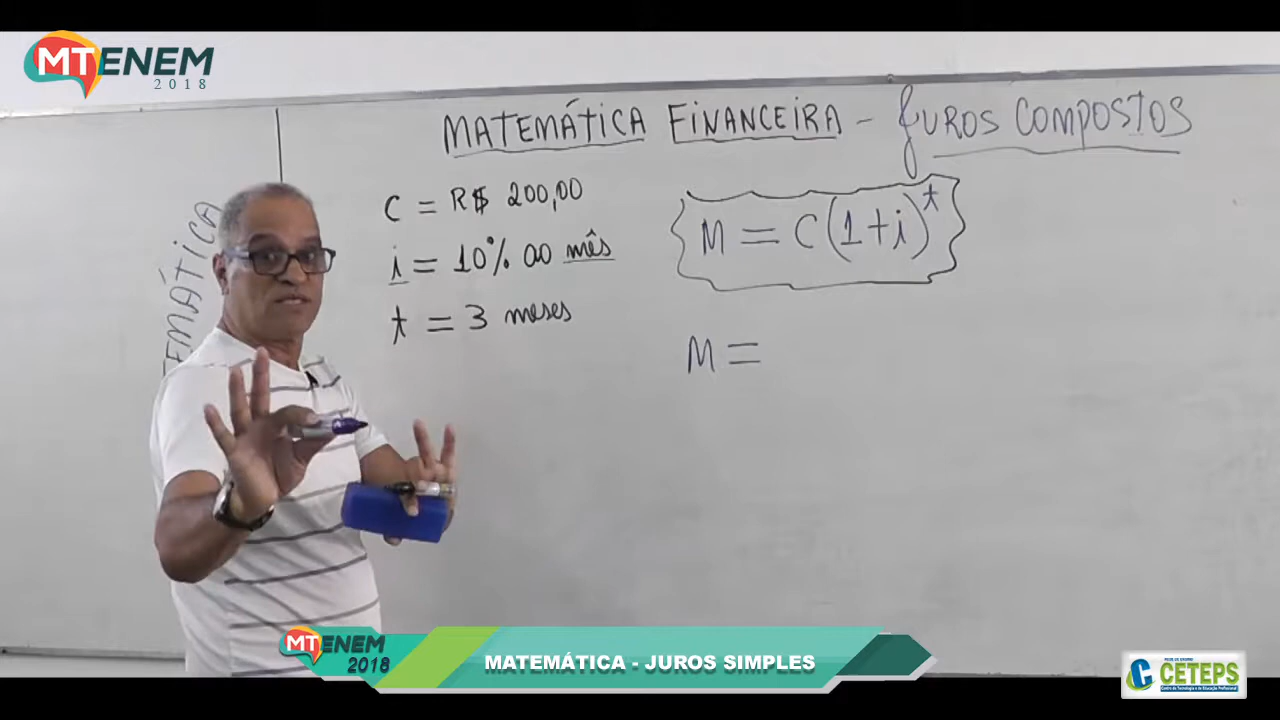 MTENEM
2018
MATEMÁTICA FINANCEIRA - JUROS COMPOSTOS
C = R$ 200,00
i = 10% ao mês
t = 3 meses
M = C(1+i)^t
M =
EMÁTICA
MTENEM
2018
MATEMÁTICA - JUROS SIMPLES
CETEPS